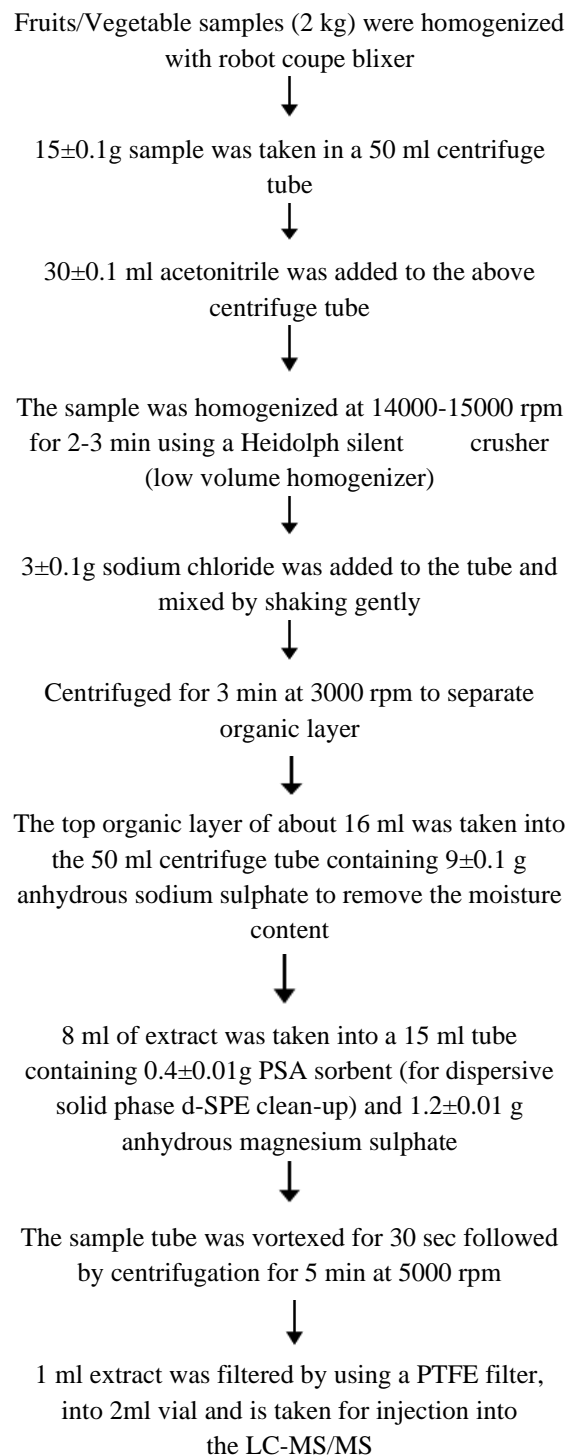 Fruits/Vegetable samples (2 kg) were homogenized
with robot coupe blixer
15±0.1g sample was taken in a 50 ml centrifuge
tube
30±0.1 ml acetonitrile was added to the above
centrifuge tube
The sample was homogenized at 14000-15000 rpm
for 2-3 min using a Heidolph silent crusher
(low volume homogenizer)
3±0.1g sodium chloride was added to the tube and
mixed by shaking gently
Centrifuged for 3 min at 3000 rpm to separate
organic layer
The top organic layer of about 16 ml was taken into
the 50 ml centrifuge tube containing 9±0.1 g
anhydrous sodium sulphate to remove the moisture
content
8 ml of extract was taken into a 15 ml tube
containing 0.4±0.01g PSA sorbent (for dispersive
solid phase d-SPE clean-up) and 1.2±0.01 g
anhydrous magnesium sulphate
The sample tube was vortexed for 30 sec followed
by centrifugation for 5 min at 5000 rpm
1 ml extract was filtered by using a PTFE filter,
into 2ml vial and is taken for injection into
the LC-MS/MS